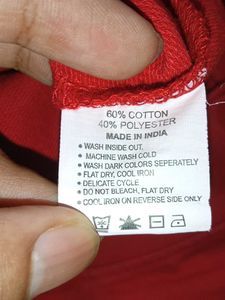 60% COTTON
40% POLYESTER
MADE IN INDIA
• WASH INSIDE OUT.
• MACHINE WASH COLD
• WASH DARK COLORS SEPERATELY
• FLAT DRY, COOL IRON
• DELICATE CYCLE
• DO NOT BLEACH, FLAT DRY
• COOL IRON ON REVERSE SIDE ONLY